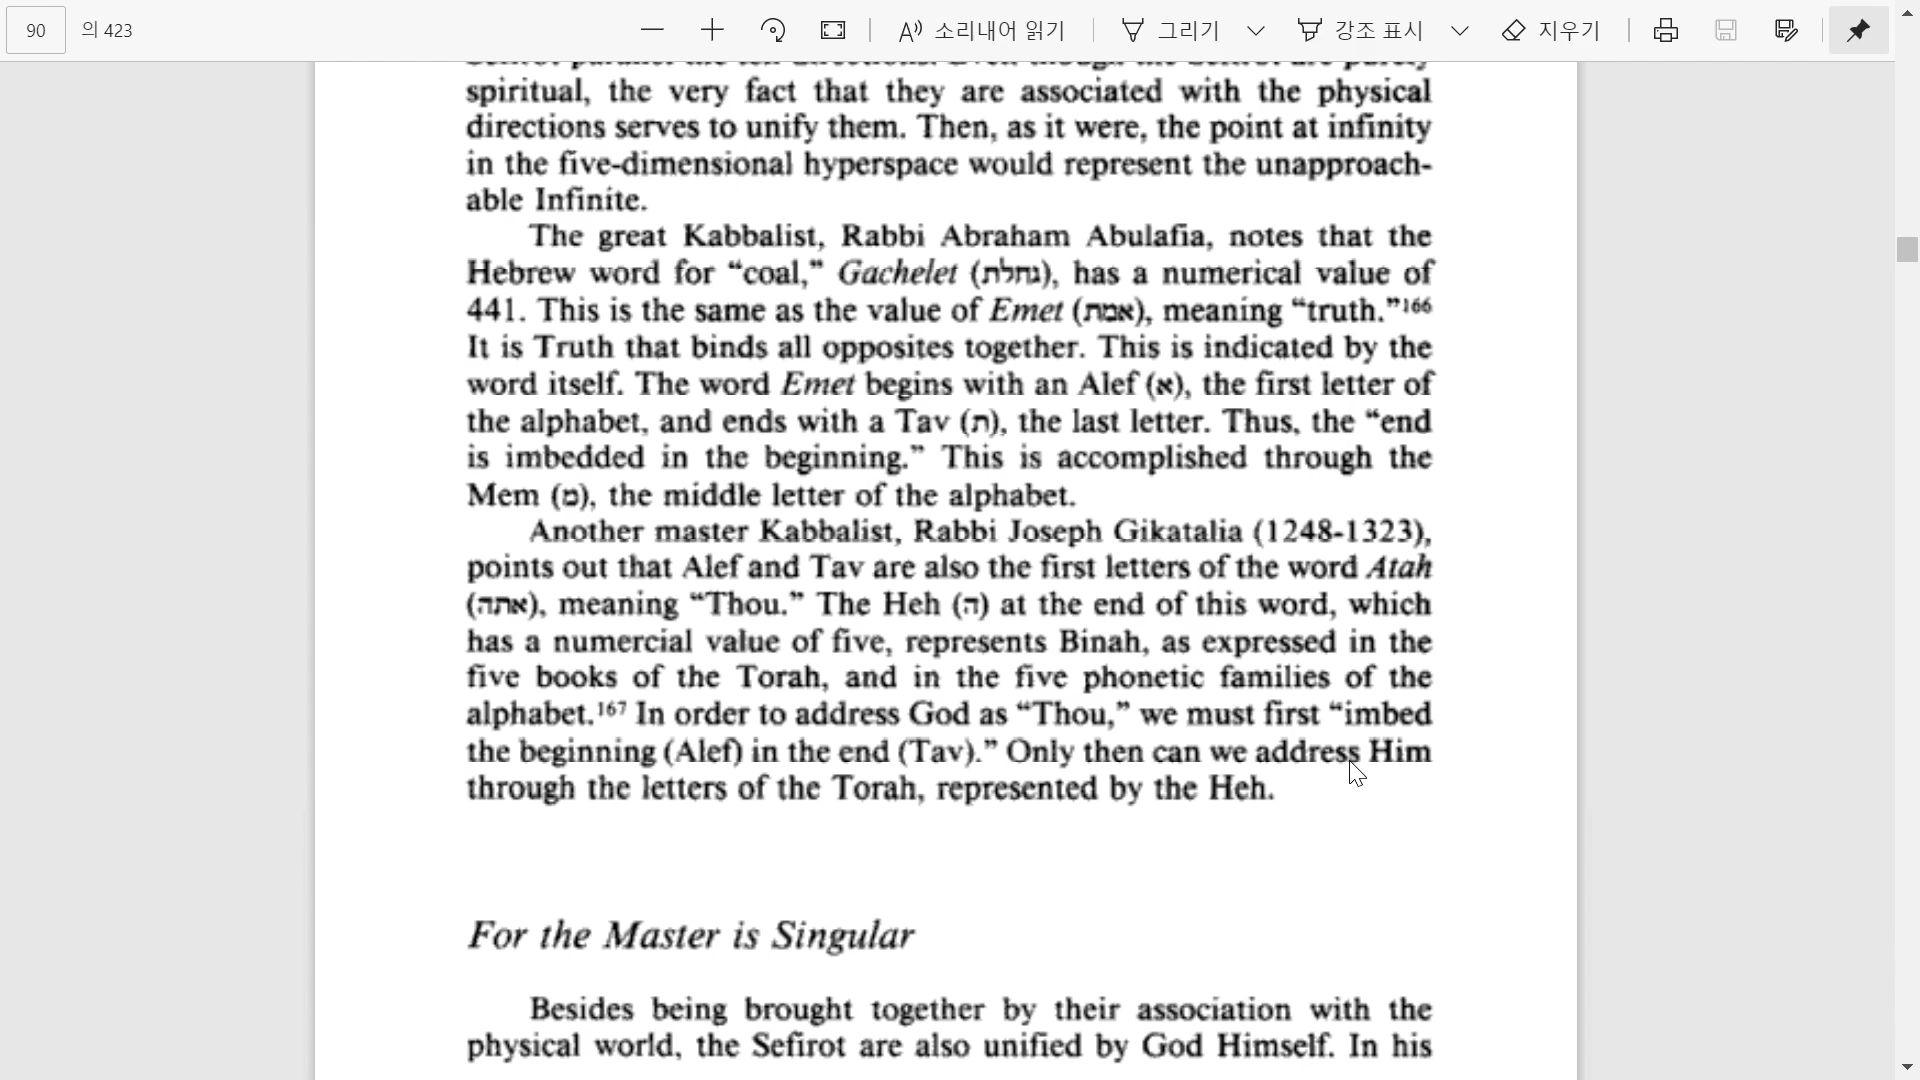 90 의 423 소리내어 읽기 그리기 강조 표시 지우기
spiritual, the very fact that they are associated with the physical
directions serves to unify them. Then, as it were, the point at infinity
in the five-dimensional hyperspace would represent the unapproach-
able Infinite.
The great Kabbalist, Rabbi Abraham Abulafia, notes that the
Hebrew word for “coal,” Gachelet (גחלת), has a numerical value of
441. This is the same as the value of Emet (אמת), meaning “truth.”¹⁶⁶
It is Truth that binds all opposites together. This is indicated by the
word itself. The word Emet begins with an Alef (א), the first letter of
the alphabet, and ends with a Tav (ת), the last letter. Thus, the “end
is imbedded in the beginning.” This is accomplished through the
Mem (מ), the middle letter of the alphabet.
Another master Kabbalist, Rabbi Joseph Gikatalia (1248-1323),
points out that Alef and Tav are also the first letters of the word Atah
(אתה), meaning “Thou.” The Heh (ה) at the end of this word, which
has a numercial value of five, represents Binah, as expressed in the
five books of the Torah, and in the five phonetic families of the
alphabet.¹⁶⁷ In order to address God as “Thou,” we must first “imbed
the beginning (Alef) in the end (Tav).” Only then can we address Him
through the letters of the Torah, represented by the Heh.
For the Master is Singular
Besides being brought together by their association with the
physical world, the Sefirot are also unified by God Himself. In his